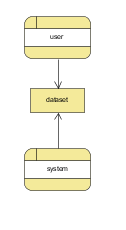 user
dataset
system